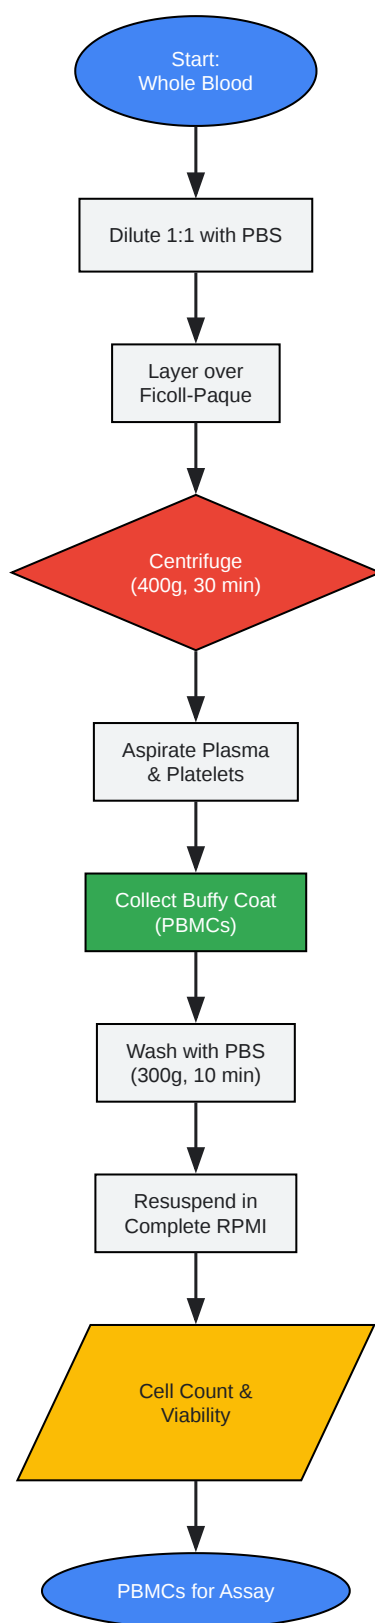 Start:
Whole Blood
Dilute 1:1 with PBS
Layer over
Ficoll-Paque
Centrifuge
(400g, 30 min)
Aspirate Plasma
& Platelets
Collect Buffy Coat
(PBMCs)
Wash with PBS
(300g, 10 min)
Resuspend in
Complete RPMI
Cell Count &
Viability
PBMCs for Assay